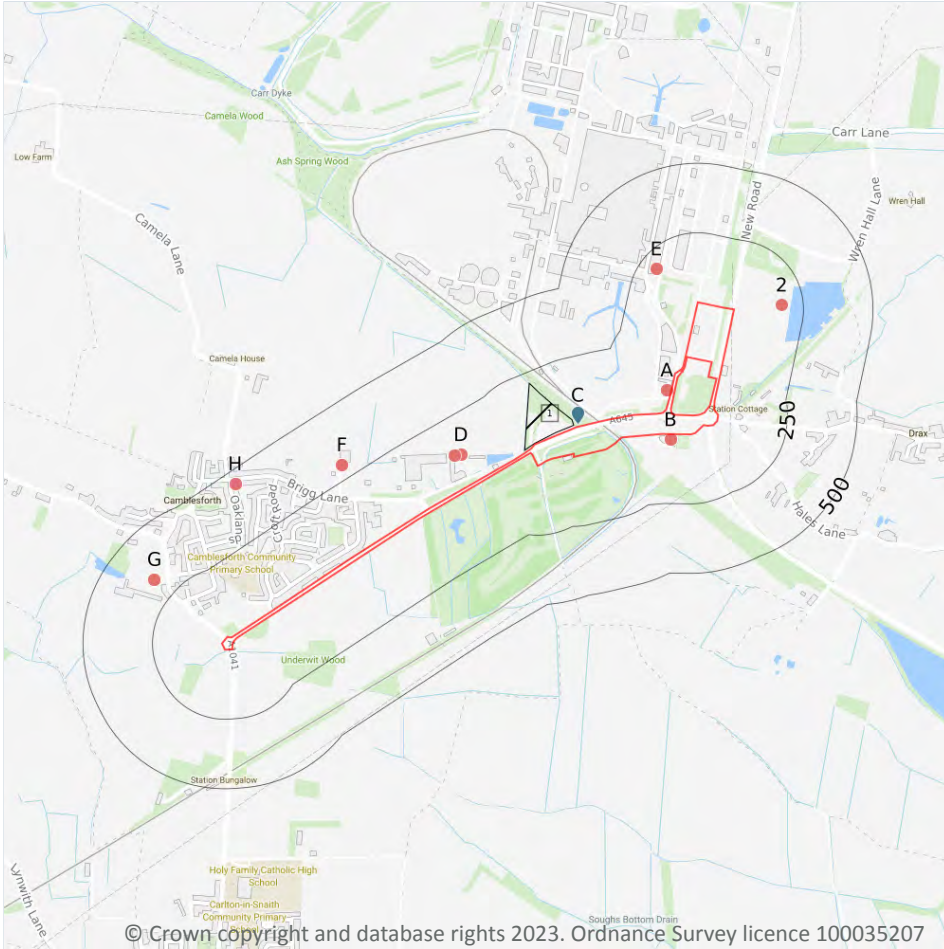 Carr Dyke
Camela Wood
Carr Lane
Low Farm
Ash Spring Wood
New Road
Wren Hall Lane
Wren Hall
Camela Lane
E
2
Camela House
A
C
1
A645
Station Cottage
B
250
Drax
D
F
H
Brigg Lane
500
Camblesforth
Oaklands
Croft Road
Hales Lane
Camblesforth Community
Primary School
G
Underwit Wood
Station Bungalow
Holy Family Catholic High
School
Carlton-in-Snaith
Community Primary
Soughs Bottom Drain
© Crown copyright and database rights 2023. Ordnance Survey licence 100035207